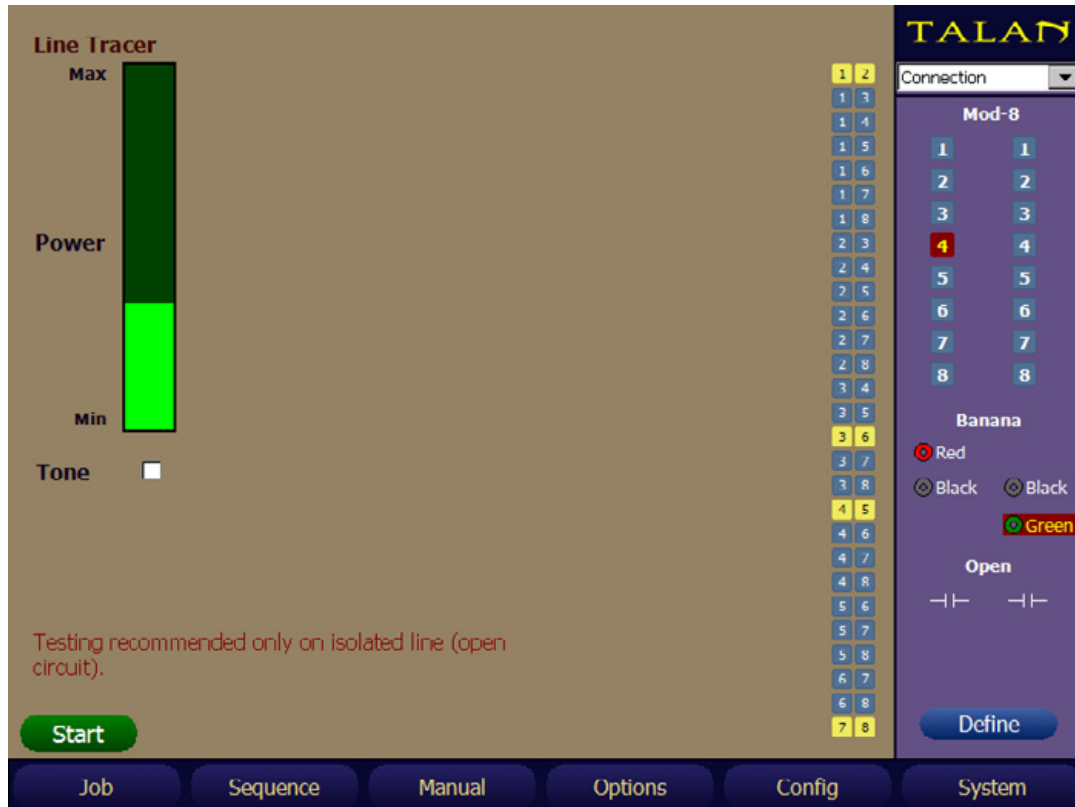 Line Tracer
Max
Power
Min
Tone
Testing recommended only on isolated line (open
circuit).
Start
1 2
1 3
1 4
1 5
1 6
1 7
1 8
2 3
2 4
2 5
2 6
2 7
2 8
3 4
3 5
3 6
3 7
3 8
4 5
4 6
4 7
4 8
5 6
5 7
5 8
6 7
6 8
7 8
TALAN
Connection
Mod-8
1 1
2 2
3 3
4 4
5 5
6 6
7 7
8 8
Banana
Red
Black Black
Green
Open
Define
Job Sequence Manual Options Config System